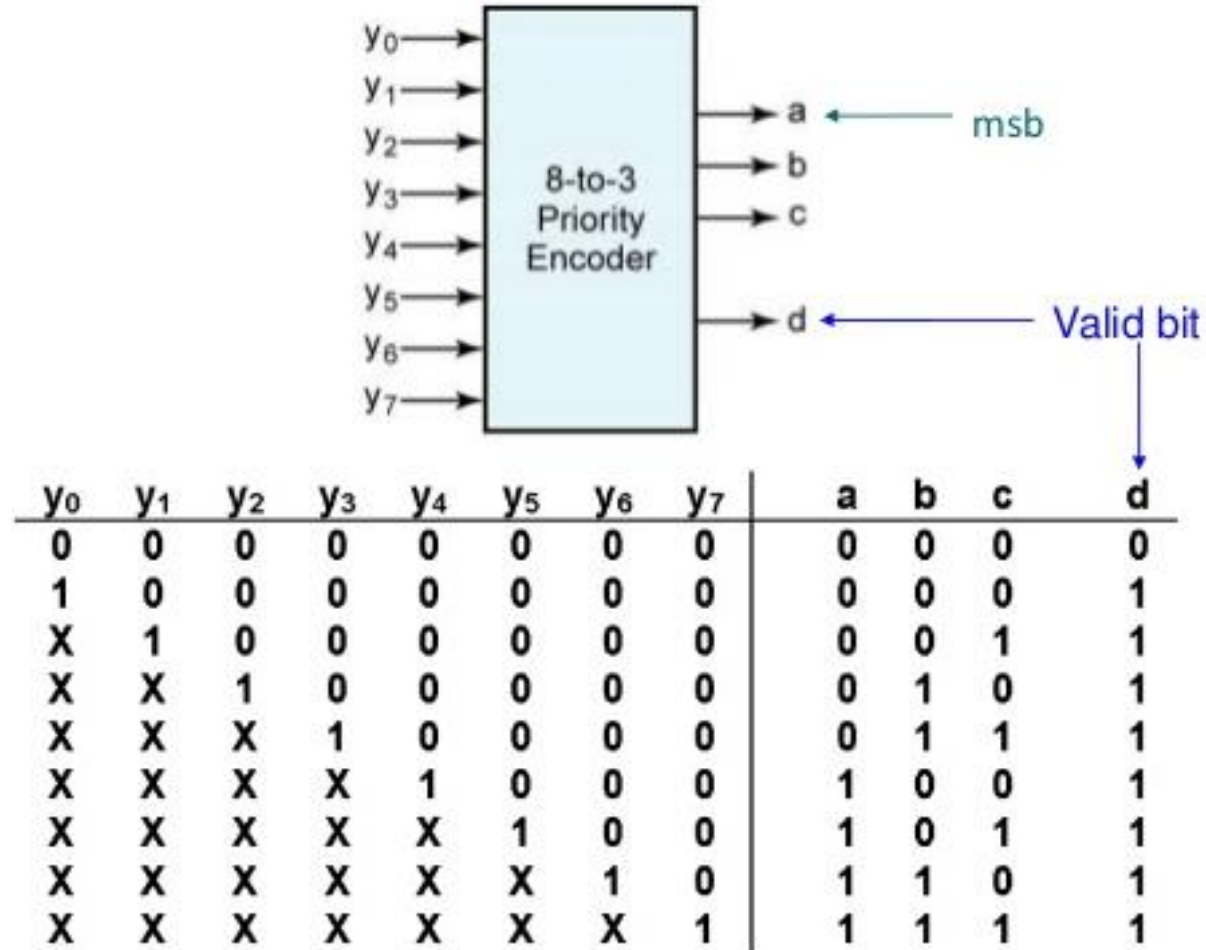 y0
y1
a
msb
y2
b
y3
8-to-3
Priority
Encoder
c
y4
y5
d
Valid bit
y6
y7
y0 y1 y2 y3 y4 y5 y6 y7 a b c d
0 0 0 0 0 0 0 0 0 0 0 0
1 0 0 0 0 0 0 0 0 0 0 1
X 1 0 0 0 0 0 0 0 0 1 1
X X 1 0 0 0 0 0 0 1 0 1
X X X 1 0 0 0 0 0 1 1 1
X X X X 1 0 0 0 1 0 0 1
X X X X X 1 0 0 1 0 1 1
X X X X X X 1 0 1 1 0 1
X X X X X X X 1 1 1 1 1